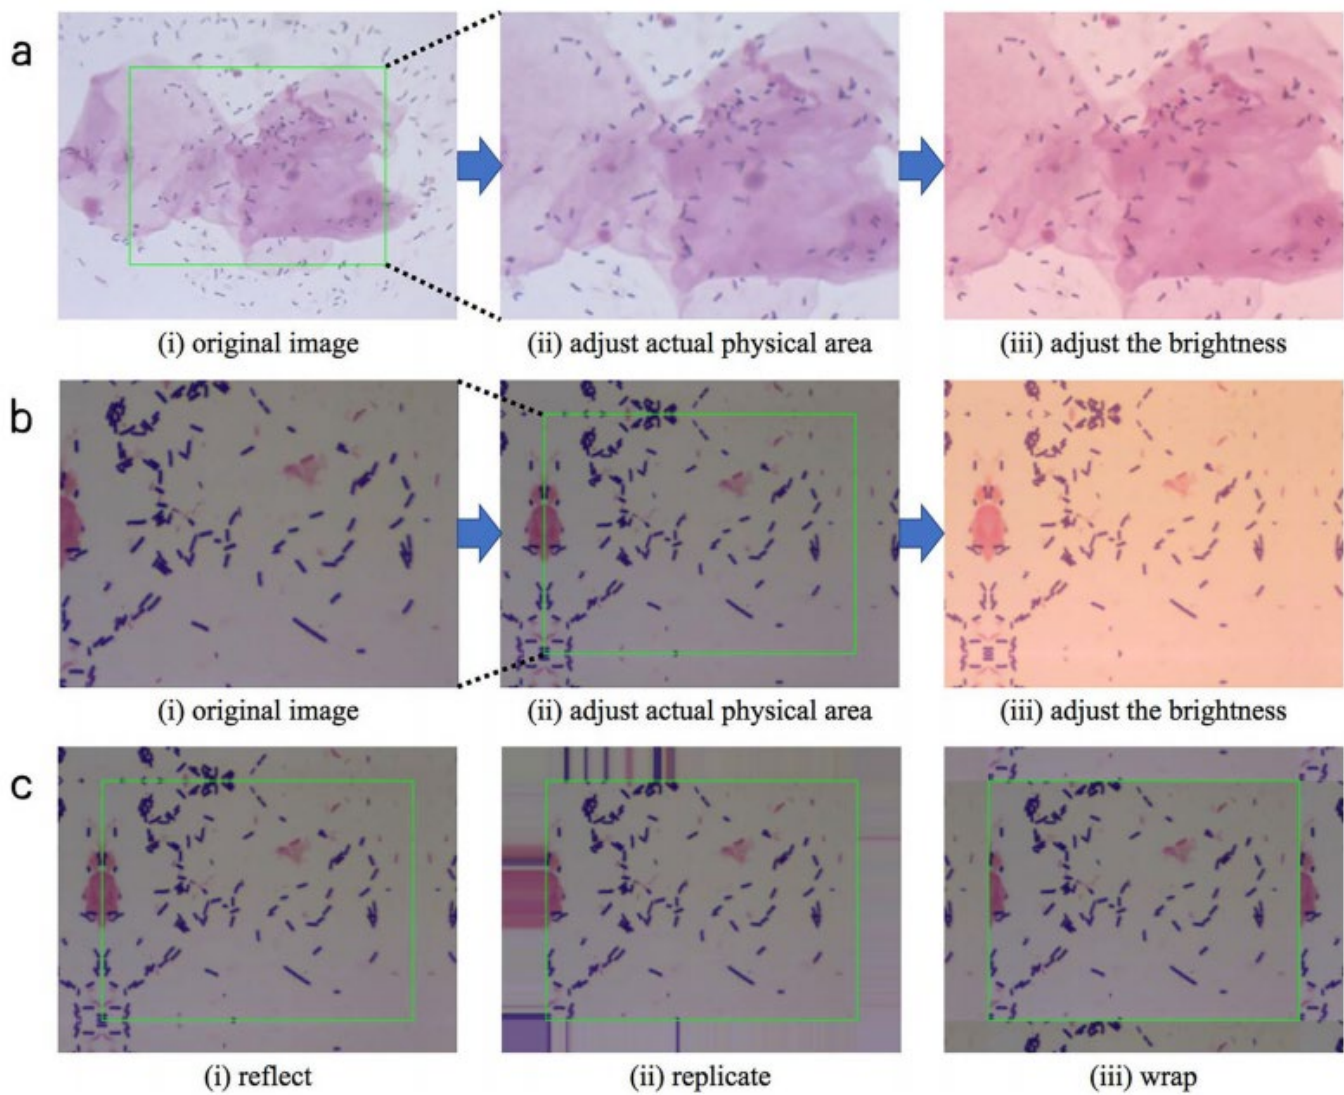 a
(i) original image
(ii) adjust actual physical area
(iii) adjust the brightness
b
(i) original image
(ii) adjust actual physical area
(iii) adjust the brightness
c
(i) reflect
(ii) replicate
(iii) wrap